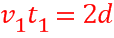 v₁t₁ = 2d